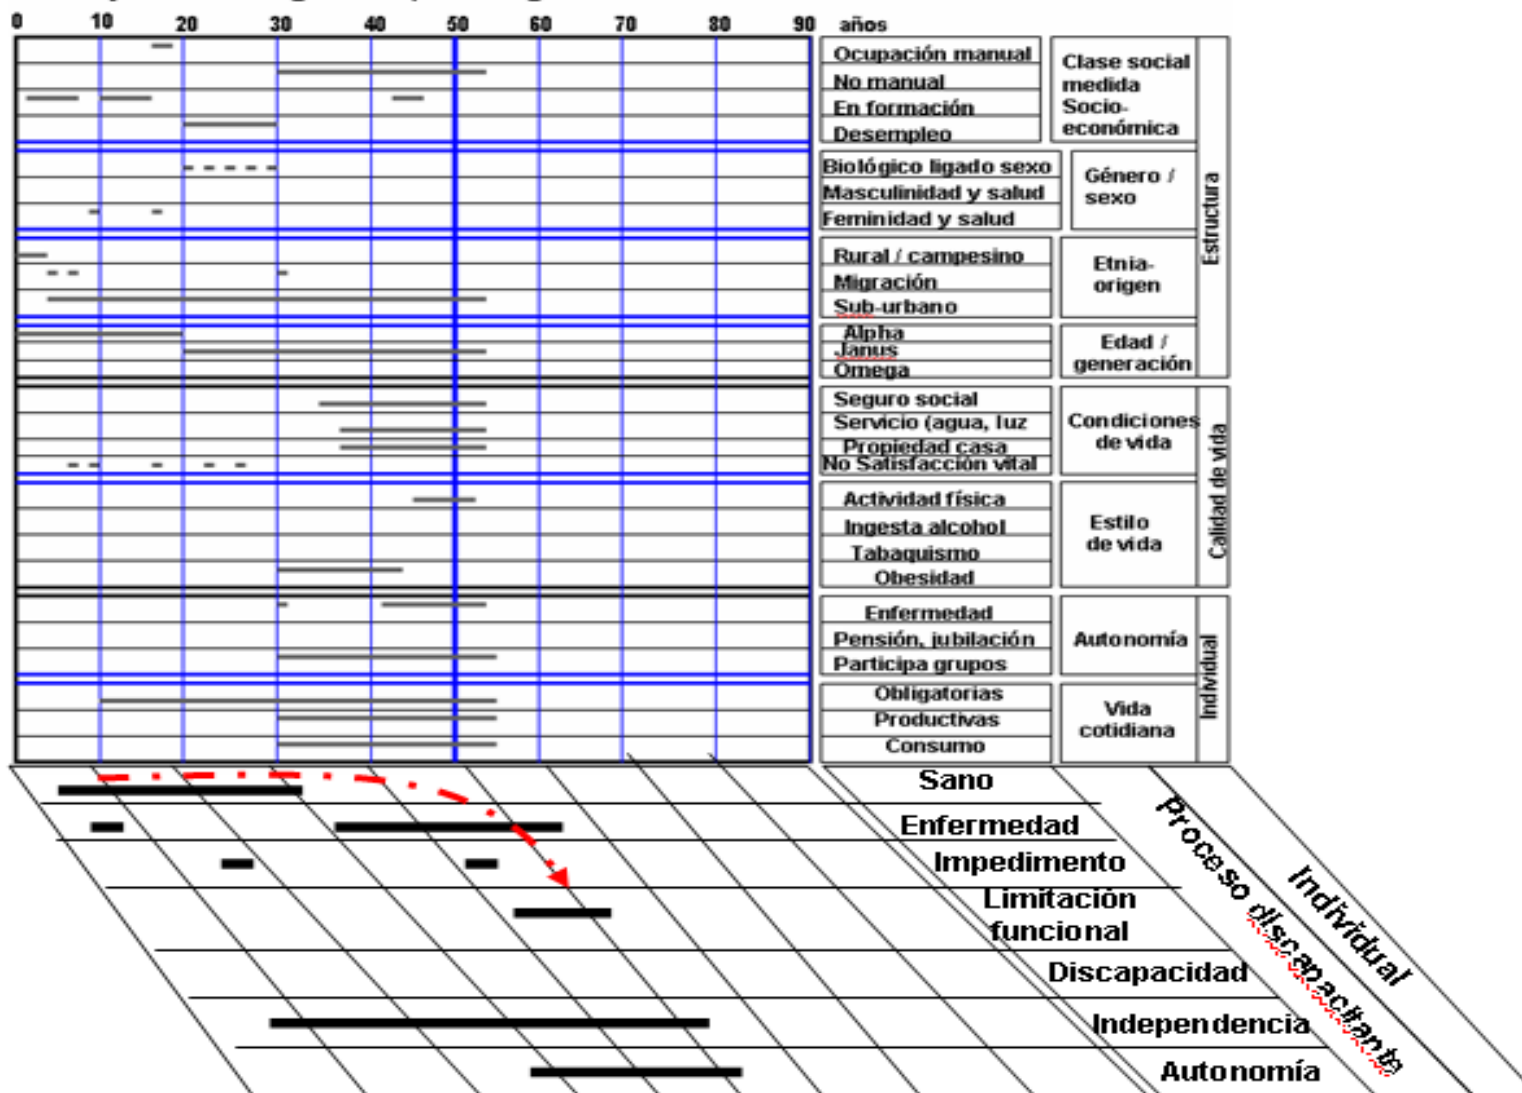 0 10 20 30 40 50 60 70 80 90 años
Ocupación manual
No manual
En formación
Desempleo
Clase social
medida
Socio-
económica
Biológico ligado sexo
Masculinidad y salud
Feminidad y salud
Género /
sexo
Rural / campesino
Migración
Sub-urbano
Etnia-
origen
Alpha
Janus
Omega
Edad /
generación
Estructura
Seguro social
Servicio (agua, luz
Propiedad casa
No Satisfacción vital
Condiciones
de vida
Actividad física
Ingesta alcohol
Tabaquismo
Obesidad
Estilo
de vida
Calidad de vida
Enfermedad
Pensión, jubilación
Participa grupos
Autonomía
Obligatorias
Productivas
Consumo
Vida
cotidiana
Individual
Sano
Enfermedad
Impedimento
Limitación
funcional
Discapacidad
Independencia
Autonomía
Proceso discapacitante
Individual